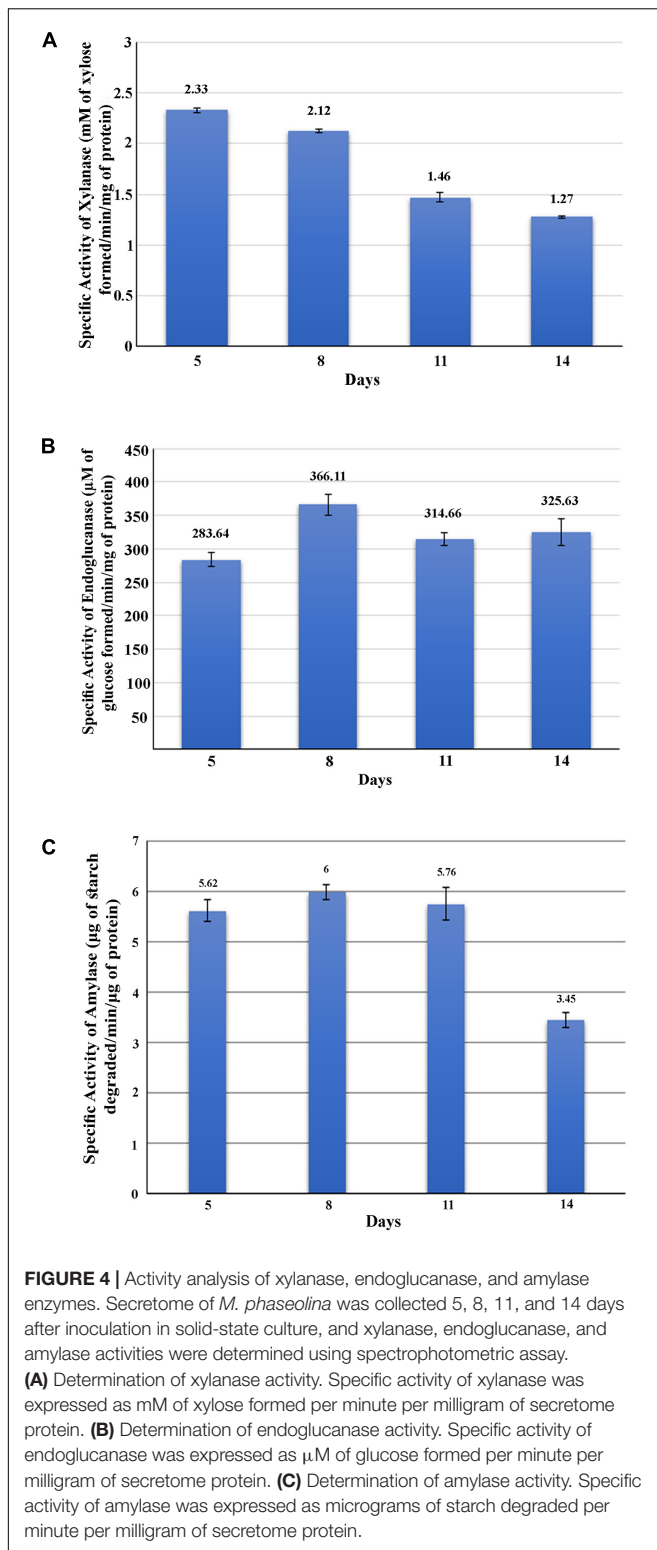 A
Specific Activity of Xylanase (mM of xylose
formed/min/mg of protein)
3
2.5
2
1.5
1
0.5
0
2.33
2.12
1.46
1.27
5
8
11
14
Days
B
Specific Activity of Endoglucanase (µM of
glucose formed/min/mg of protein)
450
400
350
300
250
200
150
100
50
283.64
366.11
314.66
325.63
5
8
11
14
Days
C
Specific Activity of Amylase (µg of starch
degraded/min/µg of protein)
7
6
5
4
3
2
1
0
5.62
6
5.76
3.45
5
8
11
14
Days
FIGURE 4 | Activity analysis of xylanase, endoglucanase, and amylase
enzymes. Secretome of M. phaseolina was collected 5, 8, 11, and 14 days
after inoculation in solid-state culture, and xylanase, endoglucanase, and
amylase activities were determined using spectrophotometric assay.
(A) Determination of xylanase activity. Specific activity of xylanase was
expressed as mM of xylose formed per minute per milligram of secretome
protein. (B) Determination of endoglucanase activity. Specific activity of
endoglucanase was expressed as µM of glucose formed per minute per
milligram of secretome protein. (C) Determination of amylase activity. Specific
activity of amylase was expressed as micrograms of starch degraded per
minute per milligram of secretome protein.